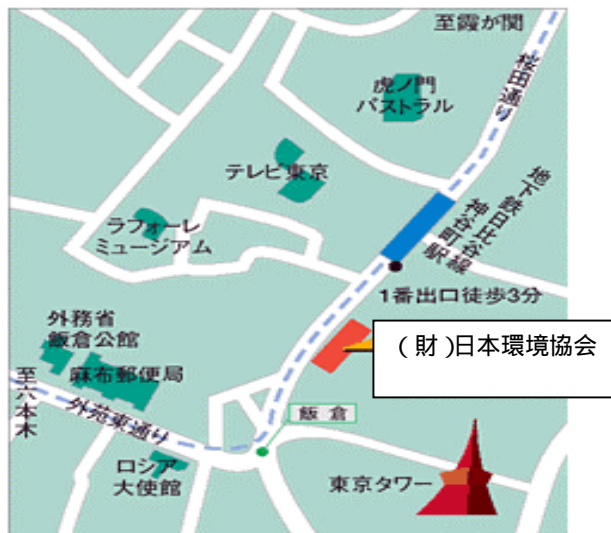 至霞が関
桜田通り
虎ノ門
パストラル
テレビ東京
地下鉄日比谷線
神谷町駅
ラフォーレ
ミュージアム
1番出口徒歩3分
外務省
飯倉公館
(財)日本環境協会
麻布郵便局
至六本木
外苑東通り
飯倉
ロシア
大使館
東京タワー